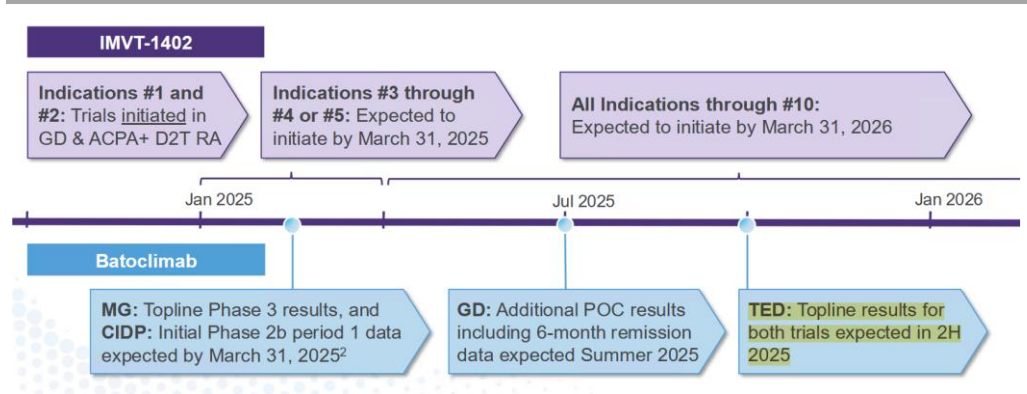 IMVT-1402
Indications #1 and
#2: Trials initiated in
GD & ACPA+ D2T RA
Indications #3 through
#4 or #5: Expected to
initiate by March 31, 2025
All Indications through #10:
Expected to initiate by March 31, 2026
Jan 2025
Jul 2025
Jan 2026
Batoclimab
MG: Topline Phase 3 results, and
CIDP: Initial Phase 2b period 1 data
expected by March 31, 2025²
GD: Additional POC results
including 6-month remission
data expected Summer 2025
TED: Topline results for
both trials expected in 2H
2025